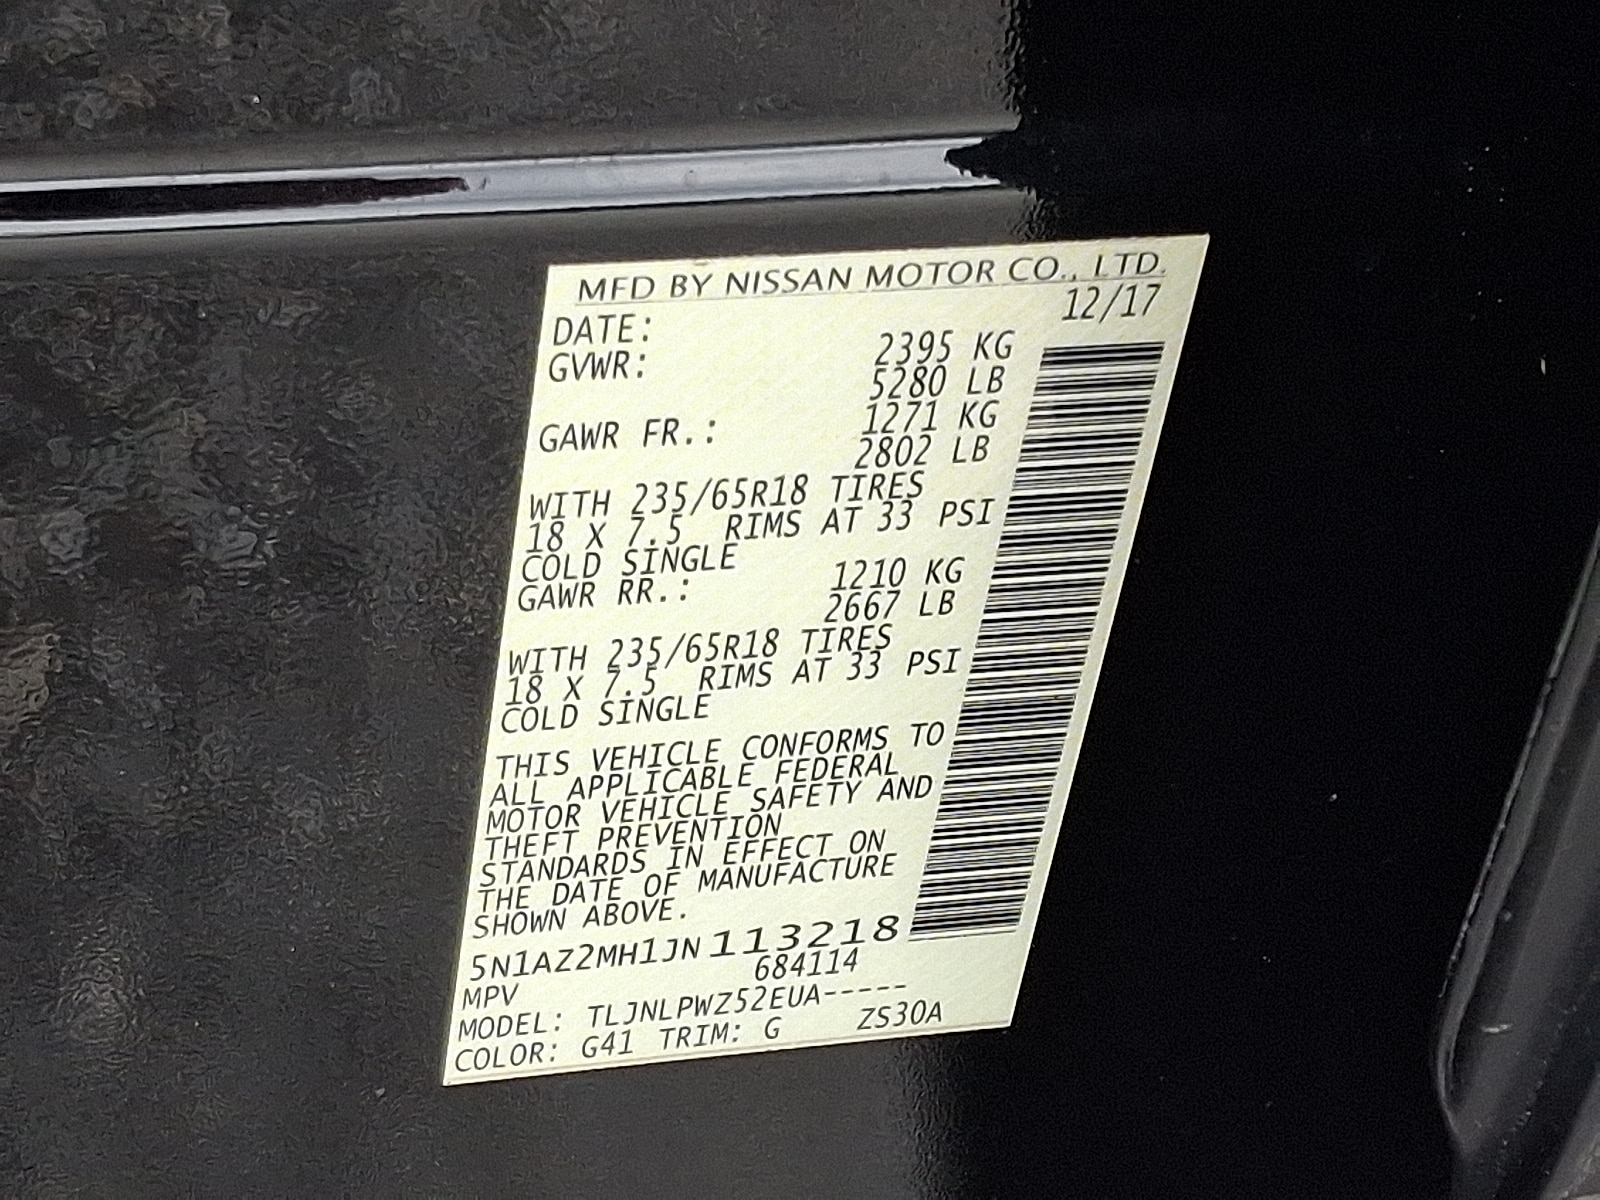 MFD BY NISSAN MOTOR CO., LTD.
DATE: 12/17
GVWR: 2395 KG
5280 LB
GAWR FR.: 1271 KG
2802 LB
WITH 235/65R18 TIRES
18 X 7.5 RIMS AT 33 PSI
COLD SINGLE
GAWR RR.: 1210 KG
2667 LB
WITH 235/65R18 TIRES
18 X 7.5 RIMS AT 33 PSI
COLD SINGLE
THIS VEHICLE CONFORMS TO
ALL APPLICABLE FEDERAL
MOTOR VEHICLE SAFETY AND
THEFT PREVENTION
STANDARDS IN EFFECT ON
THE DATE OF MANUFACTURE
SHOWN ABOVE.
5N1AZ2MH1JN113218
MPV 684114
MODEL: TLJNLPWZ52EUA-----
COLOR: G41 TRIM: G ZS30A